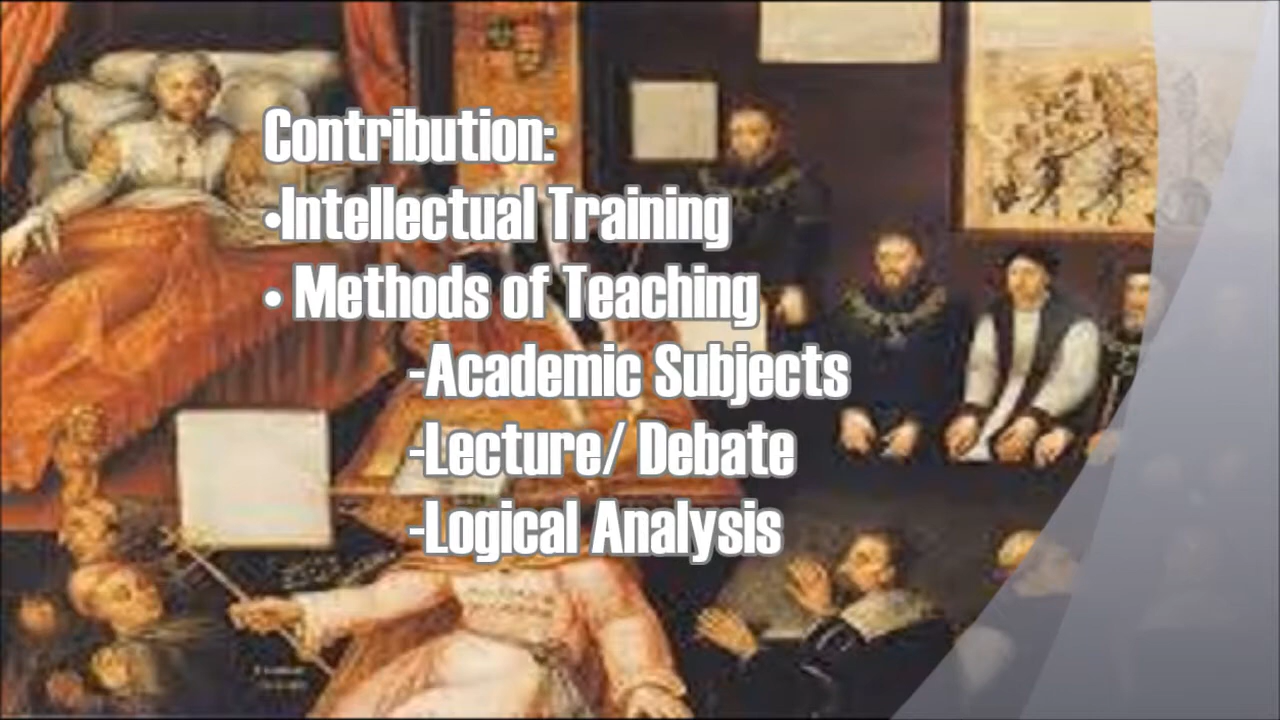 Contribution:
•Intellectual Training
• Methods of Teaching
-Academic Subjects
-Lecture/ Debate
-Logical Analysis